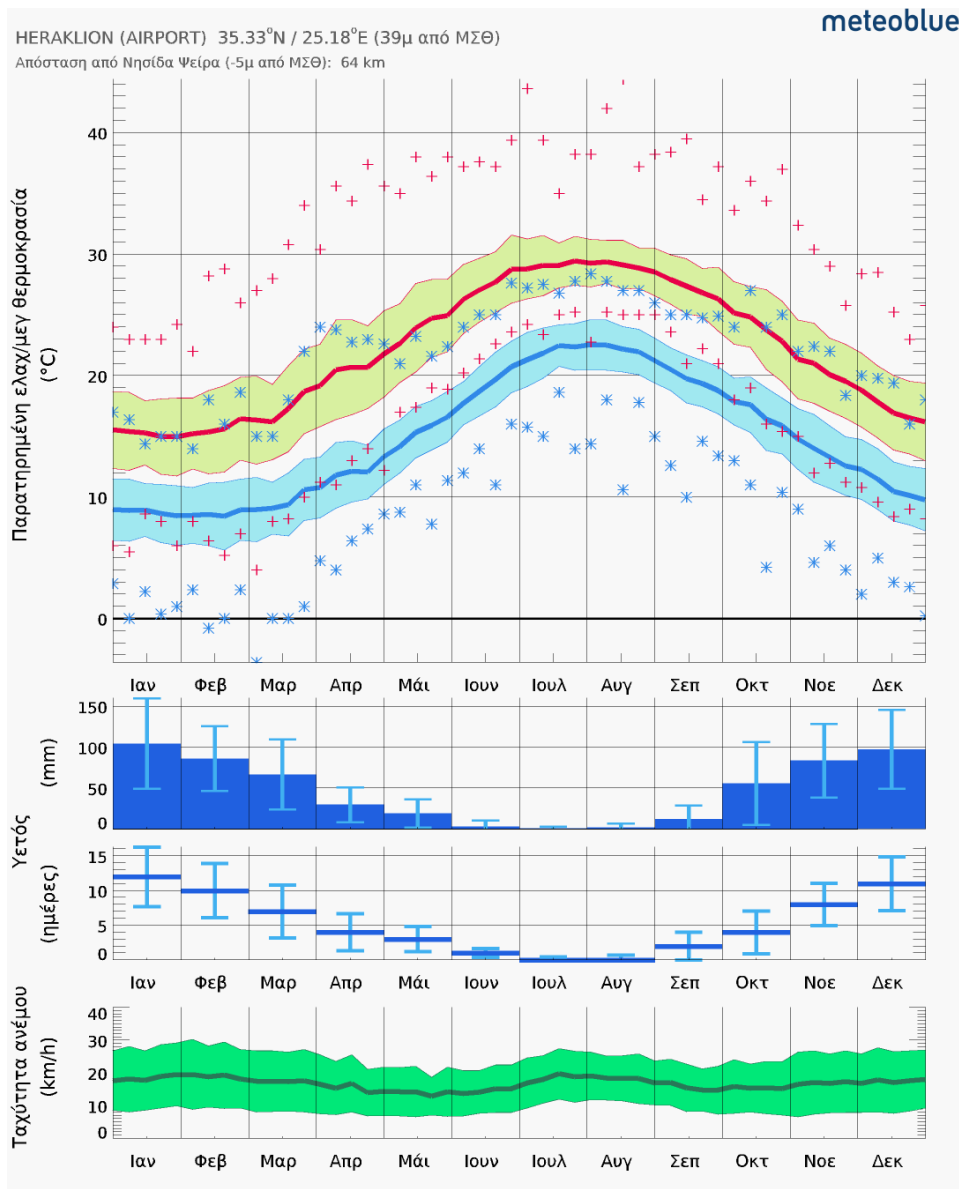 meteoblue
HERAKLION (AIRPORT) 35.33°N / 25.18°E (39μ από ΜΣΘ)
Απόσταση από Νησίδα Ψείρα (-5μ από ΜΣΘ): 64 km
Παρατηρημένη ελαχ/μεγ θερμοκρασία
(°C)
40
30
20
10
0
Ιαν Φεβ Μαρ Απρ Μάι Ιουν Ιουλ Αυγ Σεπ Οκτ Νοε Δεκ
Υετός
(mm)
150
100
50
0
(ημέρες)
15
10
5
0
Ιαν Φεβ Μαρ Απρ Μάι Ιουν Ιουλ Αυγ Σεπ Οκτ Νοε Δεκ
Ταχύτητα ανέμου
(km/h)
40
30
20
10
0
Ιαν Φεβ Μαρ Απρ Μάι Ιουν Ιουλ Αυγ Σεπ Οκτ Νοε Δεκ